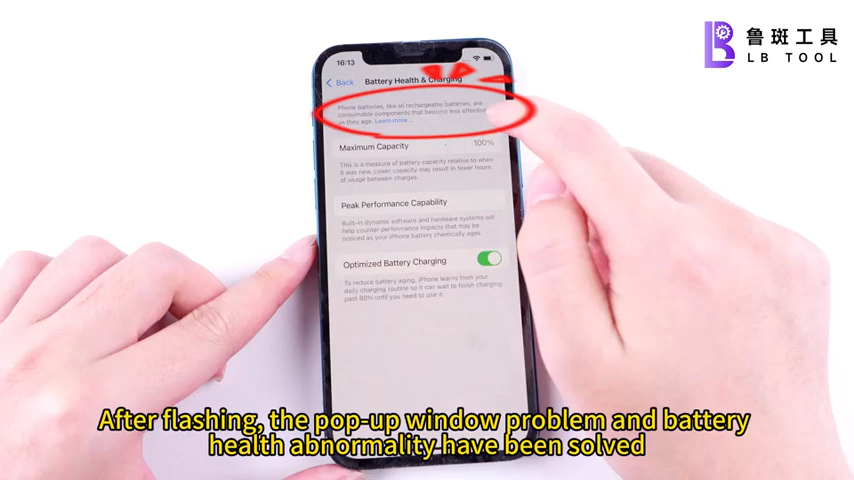 鲁班工具
LB TOOL
16:13
Back
Battery Health & Charging
Phone batteries, like all rechargeable batteries, are
consumable components that become less effective
as they age. Learn more...
Maximum Capacity
100%
This is a measure of battery capacity relative to when
it was new. Lower capacity may result in fewer hours
of usage between charges.
Peak Performance Capability
Built-in dynamic software and hardware systems will
help counter performance impacts that may be
noticed as your iPhone battery chemically ages.
Optimized Battery Charging
To reduce battery aging, iPhone learns from your
daily charging routine so it can wait to finish charging
past 80% until you need to use it.
After flashing, the pop-up window problem and battery
health abnormality have been solved